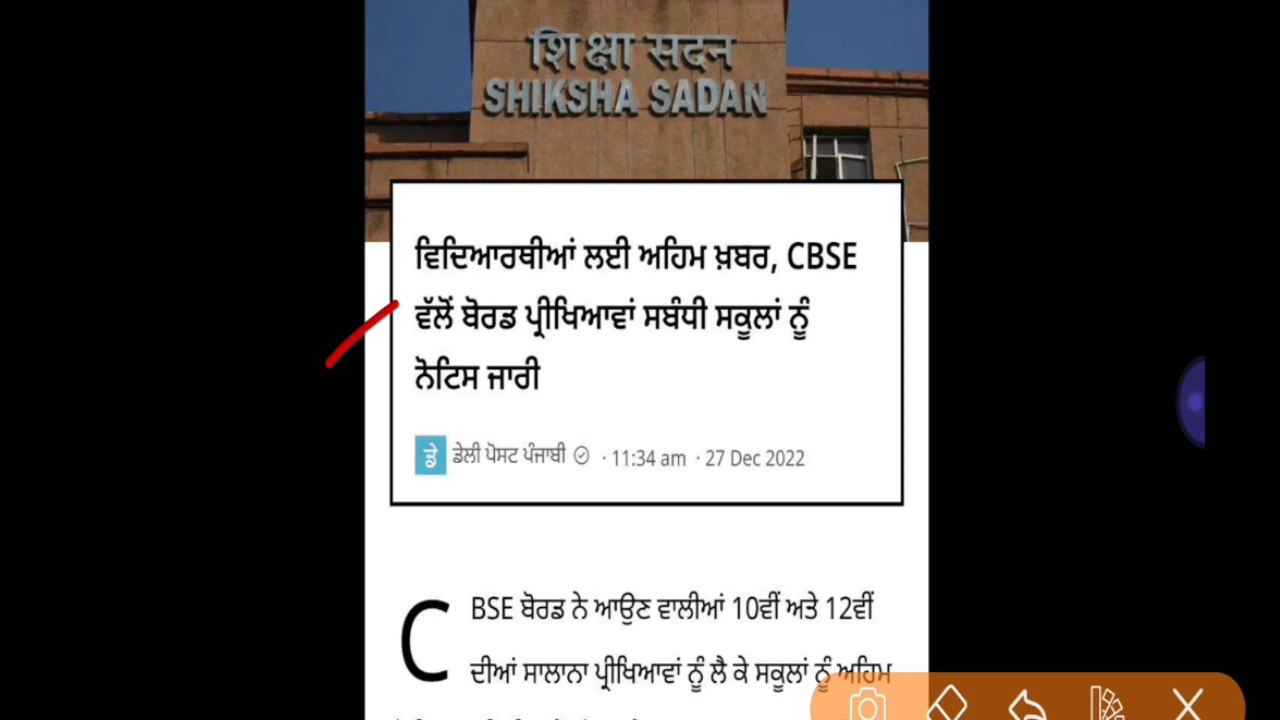 शिक्षा सदन
SHIKSHA SADAN
ਵਿਦਿਆਰਥੀਆਂ ਲਈ ਅਹਿਮ ਖ਼ਬਰ, CBSE
ਵੱਲੋਂ ਬੋਰਡ ਪ੍ਰੀਖਿਆਵਾਂ ਸਬੰਧੀ ਸਕੂਲਾਂ ਨੂੰ
ਨੋਟਿਸ ਜਾਰੀ
ਡੇ ਡੇਲੀ ਪੋਸਟ ਪੰਜਾਬੀ · 11:34 am · 27 Dec 2022
CBSE ਬੋਰਡ ਨੇ ਆਉਣ ਵਾਲੀਆਂ 10ਵੀਂ ਅਤੇ 12ਵੀਂ
ਦੀਆਂ ਸਾਲਾਨਾ ਪ੍ਰੀਖਿਆਵਾਂ ਨੂੰ ਲੈ ਕੇ ਸਕੂਲਾਂ ਨੂੰ ਅਹਿਮ